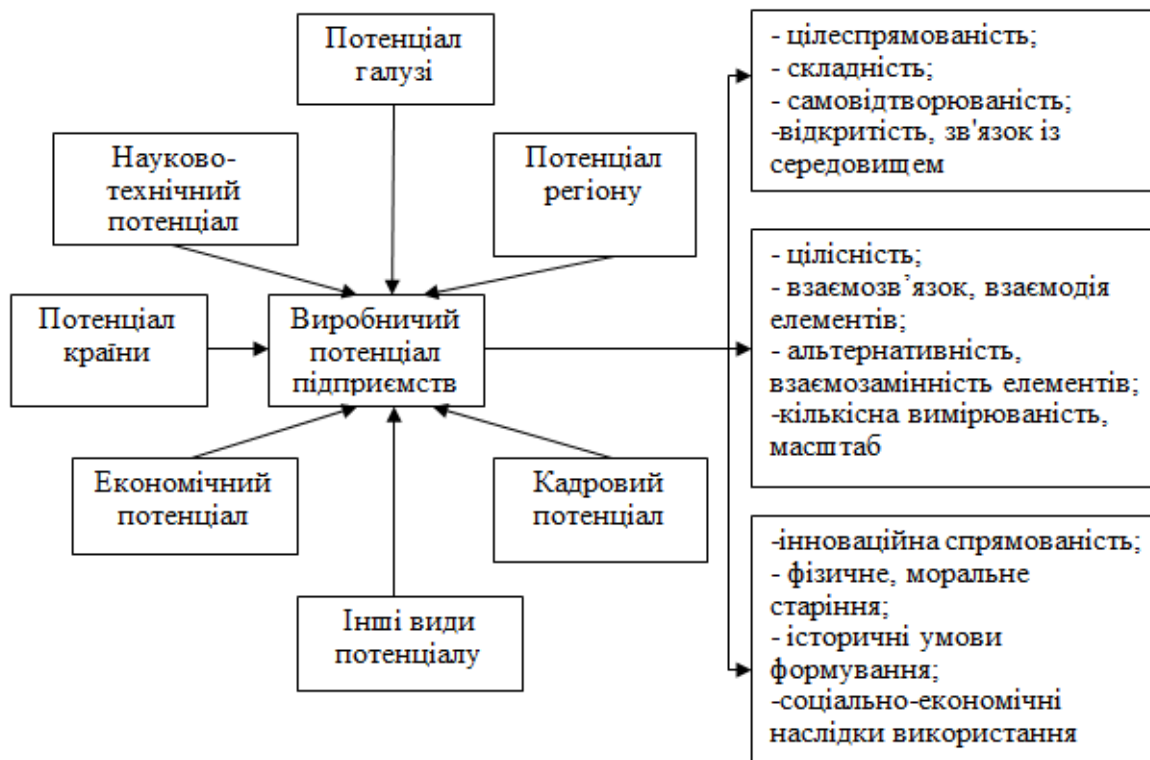 Потенціал
галузі
Науково-
технічний
потенціал
Потенціал
регіону
Потенціал
країни
Виробничий
потенціал
підприємств
Економічний
потенціал
Кадровий
потенціал
Інші види
потенціалу
- цілеспрямованість;
- складність;
- самовідтворюваність;
-відкритість, зв'язок із
середовищем
- цілісність;
- взаємозв’язок, взаємодія
елементів;
- альтернативність,
взаємозамінність елементів;
-кількісна вимірюваність,
масштаб
-інноваційна спрямованість;
- фізичне, моральне
старіння;
- історичні умови
формування;
-соціально-економічні
наслідки використання